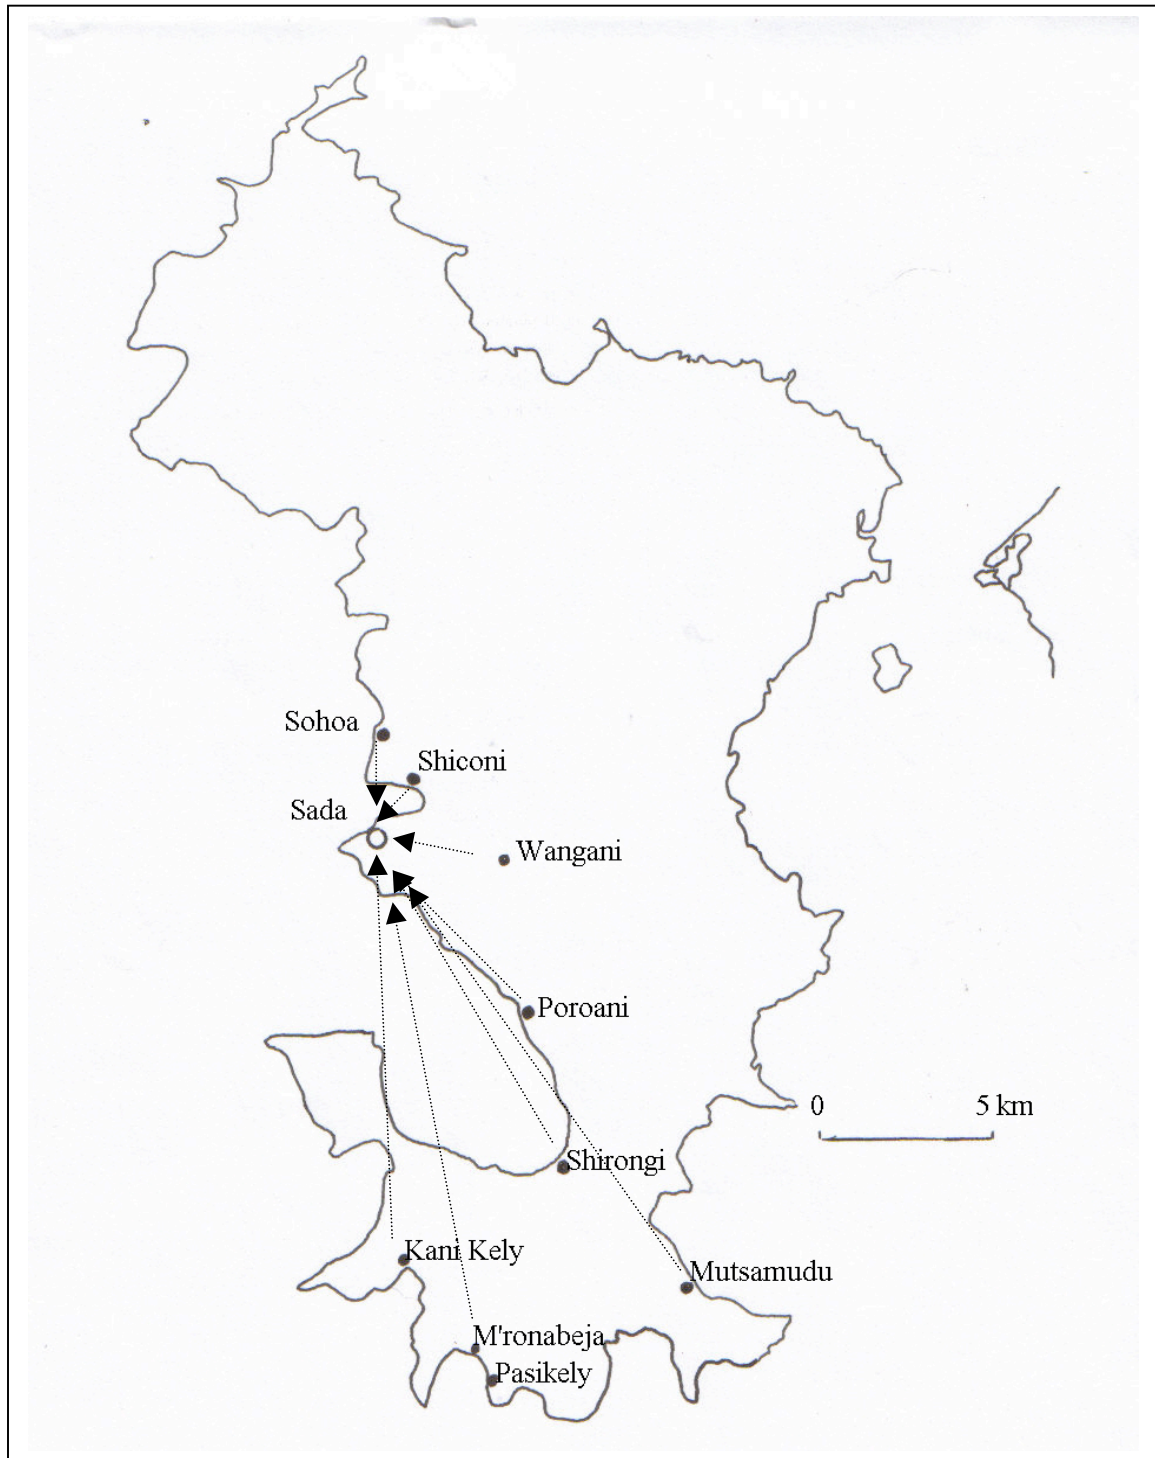 Sohoa
Shiconi
Sada
Wangani
Poroani
0 5 km
Shirongi
Kani Kely
Mutsamudu
M'ronabeja
Pasikely